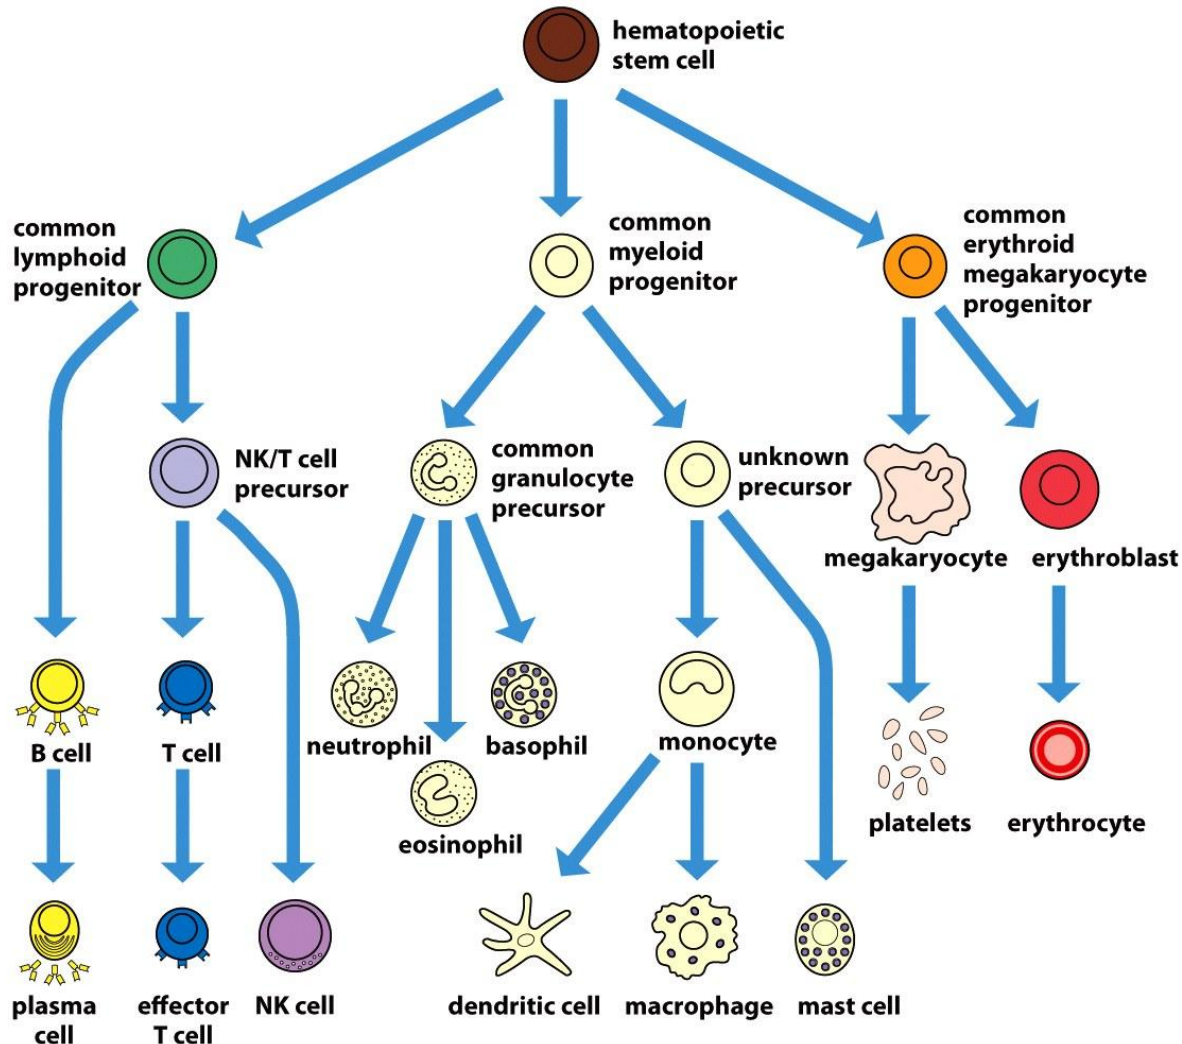 hematopoietic
stem cell
common
lymphoid
progenitor
common
myeloid
progenitor
common
erythroid
megakaryocyte
progenitor
NK/T cell
precursor
common
granulocyte
precursor
unknown
precursor
megakaryocyte
erythroblast
B cell
T cell
neutrophil
basophil
eosinophil
monocyte
platelets
erythrocyte
plasma
cell
effector
T cell
NK cell
dendritic cell
macrophage
mast cell